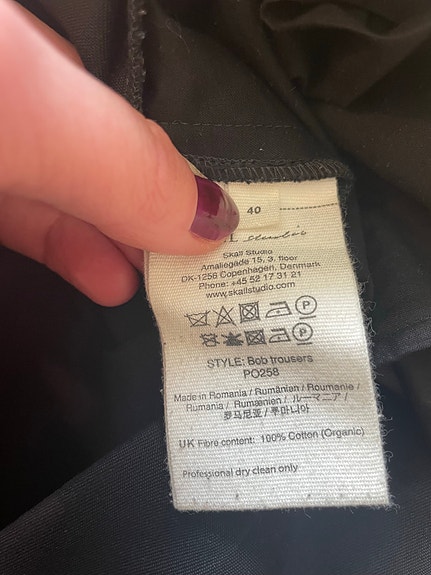 40
Studio
Skall Studio
Amaliegade 15, 3. floor
DK-1256 Copenhagen, Denmark
Phone: +45 52 17 31 21
www.skallstudio.com
P
P
STYLE: Bob trousers
PO258
Made in Romania / Rumänien / Roumanie /
Rumania / Rumænien / ルーマニア /
罗马尼亚 / 루마니아
UK Fibre content: 100% Cotton (Organic)
Professional dry clean only